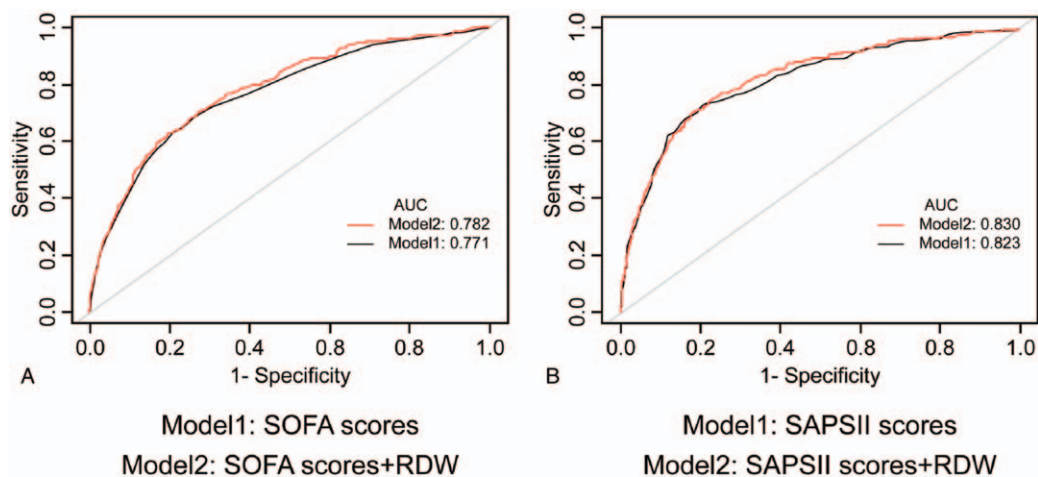 1.0
0.8
0.6
0.4
0.2
0.0
Sensitivity
AUC
Model2: 0.782
Model1: 0.771
0.0 0.2 0.4 0.6 0.8 1.0
A
1- Specificity
Model1: SOFA scores
Model2: SOFA scores+RDW
1.0
0.8
0.6
0.4
0.2
0.0
Sensitivity
AUC
Model2: 0.830
Model1: 0.823
0.0 0.2 0.4 0.6 0.8 1.0
B
1- Specificity
Model1: SAPSII scores
Model2: SAPSII scores+RDW